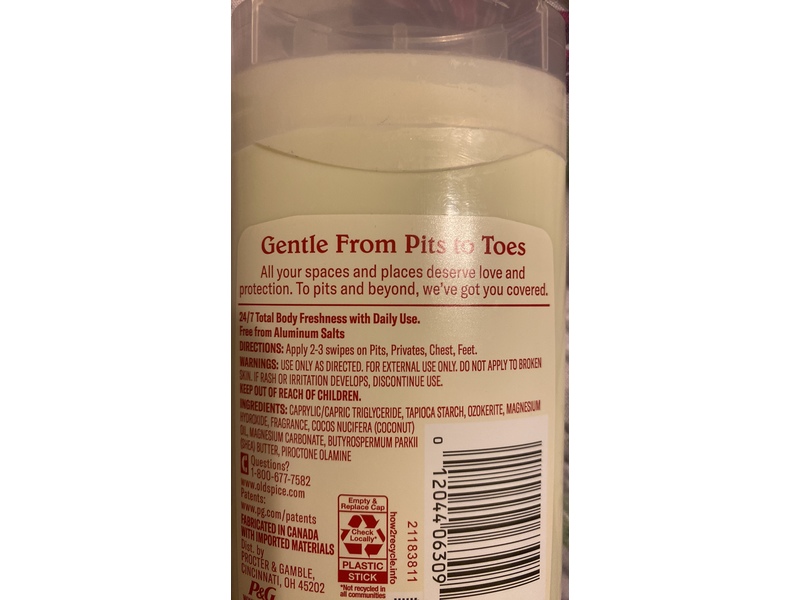 Gentle From Pits to Toes
All your spaces and places deserve love and
protection. To pits and beyond, we've got you covered.
24/7 Total Body Freshness with Daily Use.
Free from Aluminum Salts
DIRECTIONS: Apply 2-3 swipes on Pits, Privates, Chest, Feet.
WARNINGS: USE ONLY AS DIRECTED. FOR EXTERNAL USE ONLY. DO NOT APPLY TO BROKEN
SKIN. IF RASH OR IRRITATION DEVELOPS, DISCONTINUE USE.
KEEP OUT OF REACH OF CHILDREN.
INGREDIENTS: CAPRYLIC/CAPRIC TRIGLYCERIDE, TAPIOCA STARCH, OZOKERITE, MAGNESIUM
HYDROXIDE, FRAGRANCE, COCOS NUCIFERA (COCONUT)
OIL, MAGNESIUM CARBONATE, BUTYROSPERMUM PARKII
(SHEA) BUTTER, PIROCTONE OLAMINE
C Questions?
1-800-677-7582
www.oldspice.com
Patents:
www.pg.com/patents
FABRICATED IN CANADA
WITH IMPORTED MATERIALS
Dist. by
PROCTER & GAMBLE,
CINCINNATI, OH 45202
P&G
Empty &
Replace Cap
Check
Locally*
PLASTIC
STICK
*Not recycled in
all communities
how2recycle.info
21183811
0 12044 06309